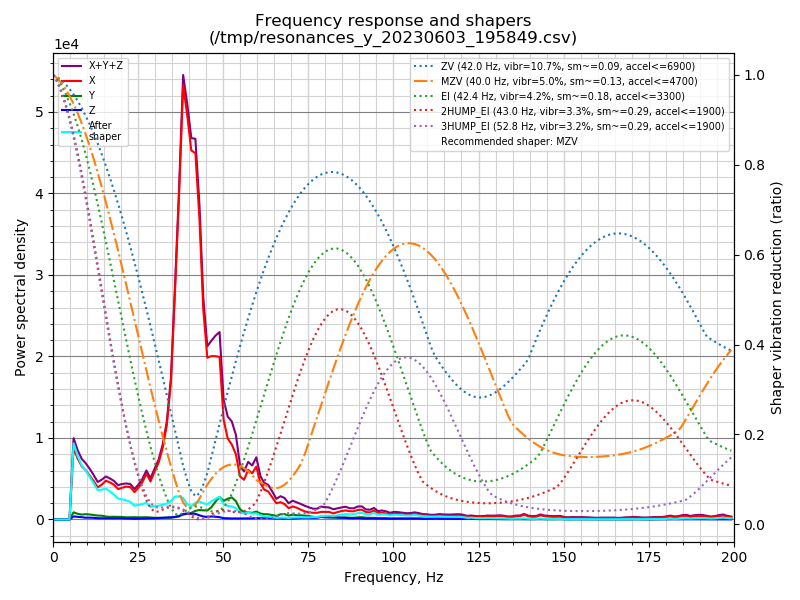 Frequency response and shapers
(/tmp/resonances_y_20230603_195849.csv)
1e4
X+Y+Z
X
Y
Z
After
shaper
ZV (42.0 Hz, vibr=10.7%, sm~=0.09, accel<=6900)
MZV (40.0 Hz, vibr=5.0%, sm~=0.13, accel<=4700)
EI (42.4 Hz, vibr=4.2%, sm~=0.18, accel<=3300)
2HUMP_EI (43.0 Hz, vibr=3.3%, sm~=0.29, accel<=1900)
3HUMP_EI (52.8 Hz, vibr=3.2%, sm~=0.29, accel<=1900)
Recommended shaper: MZV
Power spectral density
5
4
3
2
1
0
1.0
0.8
0.6
0.4
0.2
0.0
Shaper vibration reduction (ratio)
0 25 50 75 100 125 150 175 200
Frequency, Hz